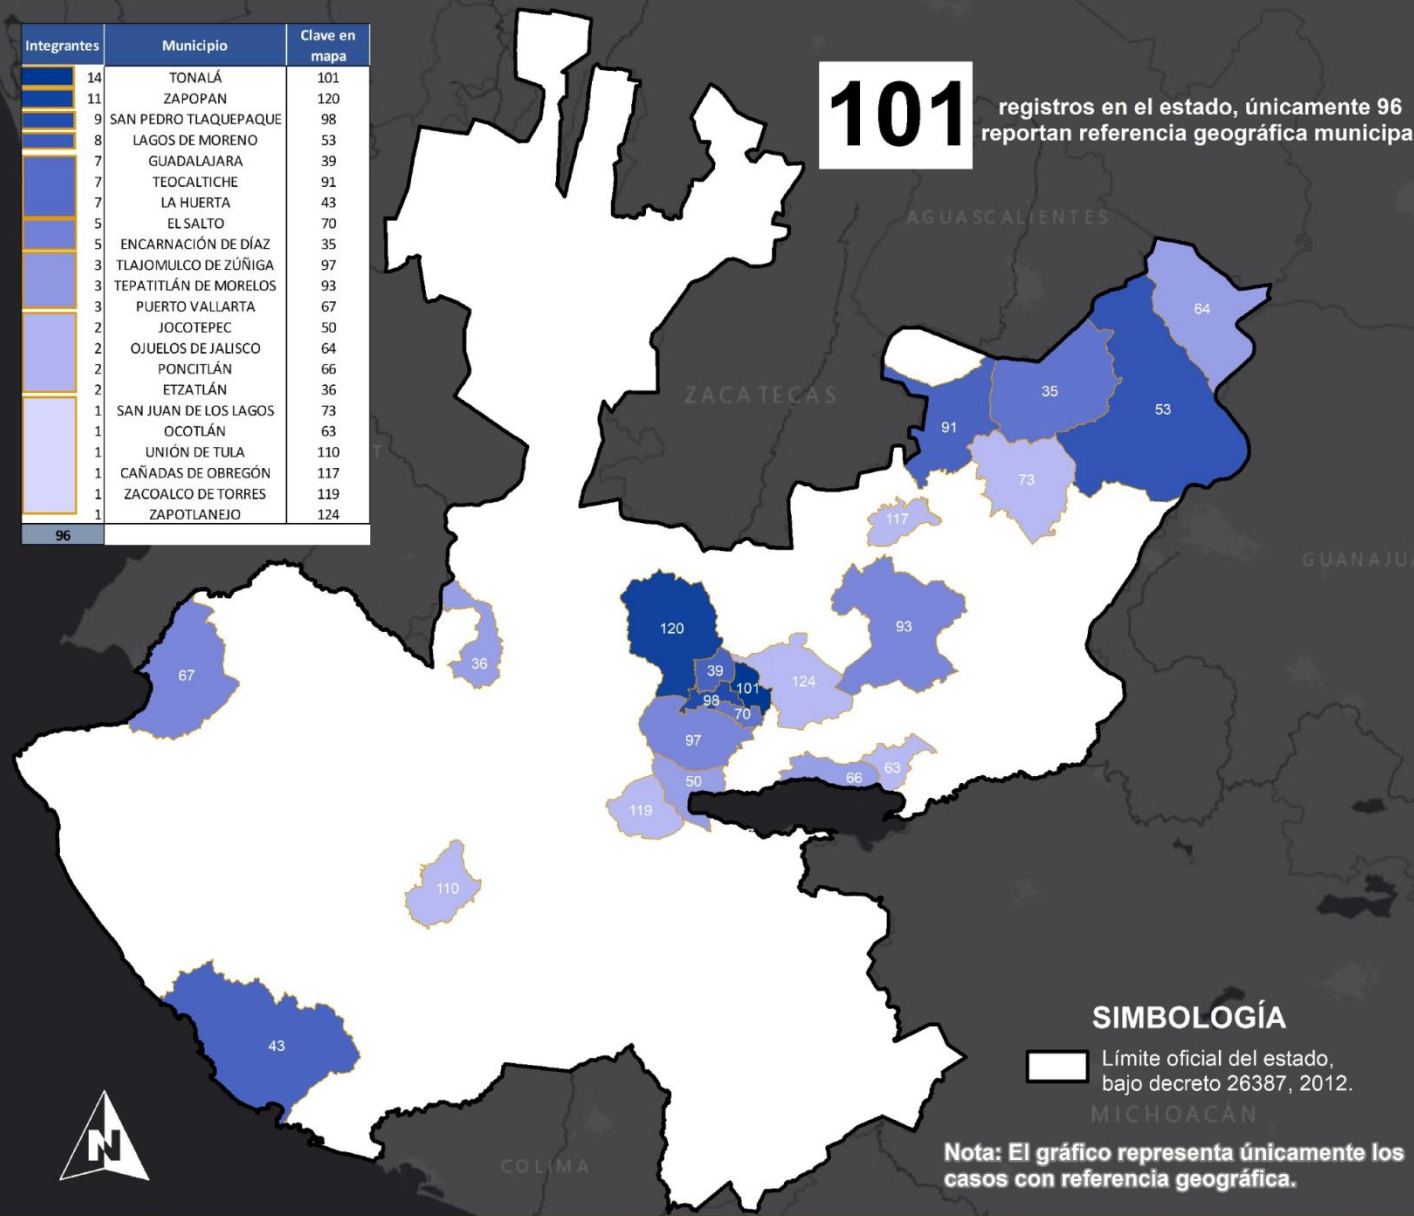 Integrantes Municipio Clave en mapa
14 TONALÁ 101
11 ZAPOPAN 120
9 SAN PEDRO TLAQUEPAQUE 98
8 LAGOS DE MORENO 53
7 GUADALAJARA 39
7 TEOCALTICHE 91
7 LA HUERTA 43
5 EL SALTO 70
5 ENCARNACIÓN DE DÍAZ 35
3 TLAJOMULCO DE ZÚÑIGA 97
3 TEPATITLÁN DE MORELOS 93
3 PUERTO VALLARTA 67
2 JOCOTEPEC 50
2 OJUELOS DE JALISCO 64
2 PONCITLÁN 66
2 ETZATLÁN 36
1 SAN JUAN DE LOS LAGOS 73
1 OCOTLÁN 63
1 UNIÓN DE TULA 110
1 CAÑADAS DE OBREGÓN 117
1 ZACOALCO DE TORRES 119
1 ZAPOTLANEJO 124
96
101
registros en el estado, únicamente 96
reportan referencia geográfica municipa
AGUASCALIENTES
64
ZACATECAS
35
53
91
73
117
GUANAJU
120
93
36
67
39
124
101
98
70
97
63
66
50
119
110
43
SIMBOLOGÍA
Límite oficial del estado,
bajo decreto 26387, 2012.
MICHOACÁN
N
COLIMA
Nota: El gráfico representa únicamente los
casos con referencia geográfica.